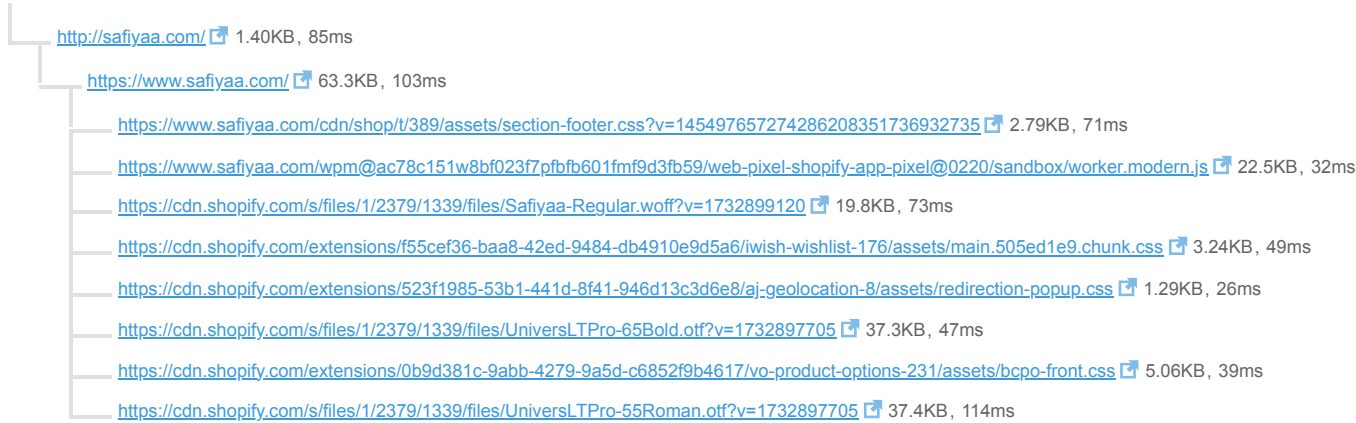 http://safiyaa.com/ 1.40KB, 85ms
https://www.safiyaa.com/ 63.3KB, 103ms
https://www.safiyaa.com/cdn/shop/t/389/assets/section-footer.css?v=145497657274286208351736932735 2.79KB, 71ms
https://www.safiyaa.com/wpm@ac78c151w8bf023f7pfbfb601fmf9d3fb59/web-pixel-shopify-app-pixel@0220/sandbox/worker.modern.js 22.5KB, 32ms
https://cdn.shopify.com/s/files/1/2379/1339/files/Safiyaa-Regular.woff?v=1732899120 19.8KB, 73ms
https://cdn.shopify.com/extensions/f55cef36-baa8-42ed-9484-db4910e9d5a6/iwish-wishlist-176/assets/main.505ed1e9.chunk.css 3.24KB, 49ms
https://cdn.shopify.com/extensions/523f1985-53b1-441d-8f41-946d13c3d6e8/aj-geolocation-8/assets/redirection-popup.css 1.29KB, 26ms
https://cdn.shopify.com/s/files/1/2379/1339/files/UniversLTPro-65Bold.otf?v=1732897705 37.3KB, 47ms
https://cdn.shopify.com/extensions/0b9d381c-9abb-4279-9a5d-c6852f9b4617/vo-product-options-231/assets/bcpo-front.css 5.06KB, 39ms
https://cdn.shopify.com/s/files/1/2379/1339/files/UniversLTPro-55Roman.otf?v=1732897705 37.4KB, 114ms